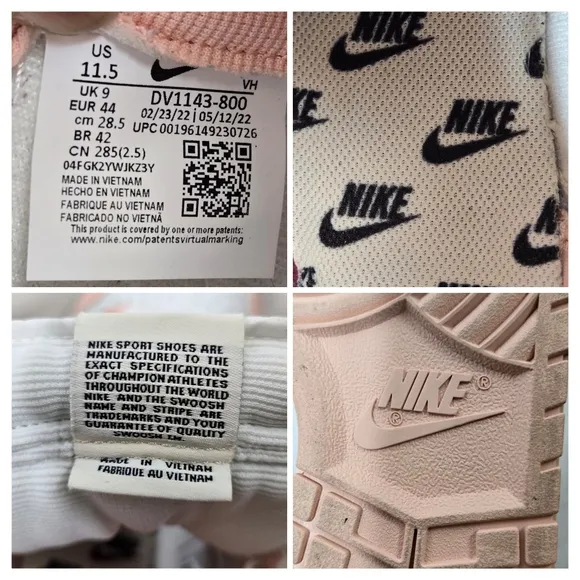 US
11.5
UK 9
EUR 44
cm 28.5
BR 42
CN 285(2.5)
VH
DV1143-800
02/23/22 | 05/12/22
UPC 00196149230726
04FGK2YWJKZ3Y
MADE IN VIETNAM
HECHO EN VIETNAM
FABRIQUE AU VIETNAM
FABRICADO NO VIETNÃ
This product is covered by one or more patents:
www.nike.com/patentsvirtualmarking
NIKE
NIKE
NIKE
NIKE SPORT SHOES ARE
MANUFACTURED TO THE
EXACT SPECIFICATIONS
OF CHAMPION ATHLETES
THROUGHOUT THE WORLD
NIKE AND THE SWOOSH
NAME AND STRIPE ARE
TRADEMARKS AND YOUR
GUARANTEE OF QUALITY
MADE IN VIETNAM
FABRIQUE AU VIETNAM
NIKE®
®